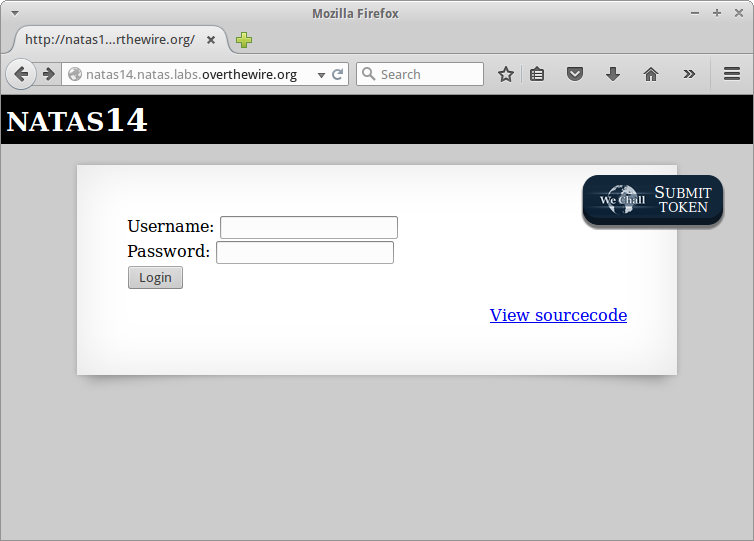 Mozilla Firefox
http://natas1...rthewire.org/
natas14.natas.labs.overthewire.org
Search
NATAS14
We Chall
SUBMIT
TOKEN
Username:
Password:
Login
View sourcecode